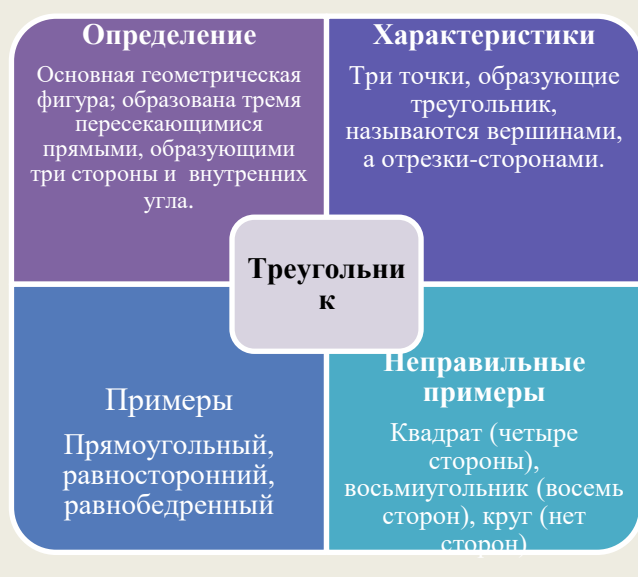 Определение
Основная геометрическая
фигура; образована тремя
пересекающимися
прямыми, образующими
три стороны и внутренних
угла.
Характеристики
Три точки, образующие
треугольник,
называются вершинами,
а отрезки-сторонами.
Треугольни
к
Примеры
Прямоугольный,
равносторонний,
равнобедренный
Неправильные
примеры
Квадрат (четыре
стороны),
восьмиугольник (восемь
сторон), круг (нет
сторон)